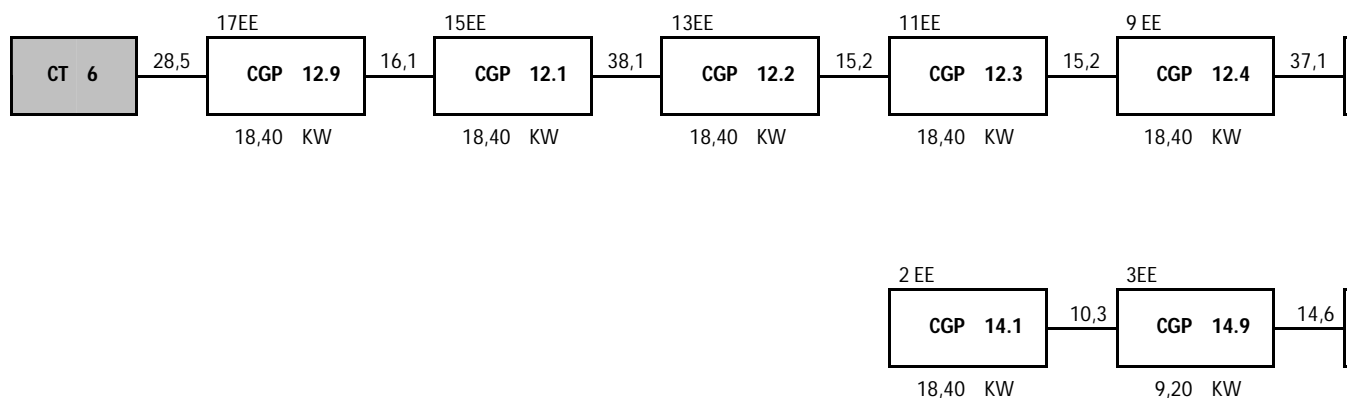 17EE 15EE 13EE 11EE 9 EE
CT 6 28,5 CGP 12.9 16,1 CGP 12.1 38,1 CGP 12.2 15,2 CGP 12.3 15,2 CGP 12.4 37,1
18,40 KW 18,40 KW 18,40 KW 18,40 KW 18,40 KW
2 EE 3EE
CGP 14.1 10,3 CGP 14.9 14,6
18,40 KW 9,20 KW